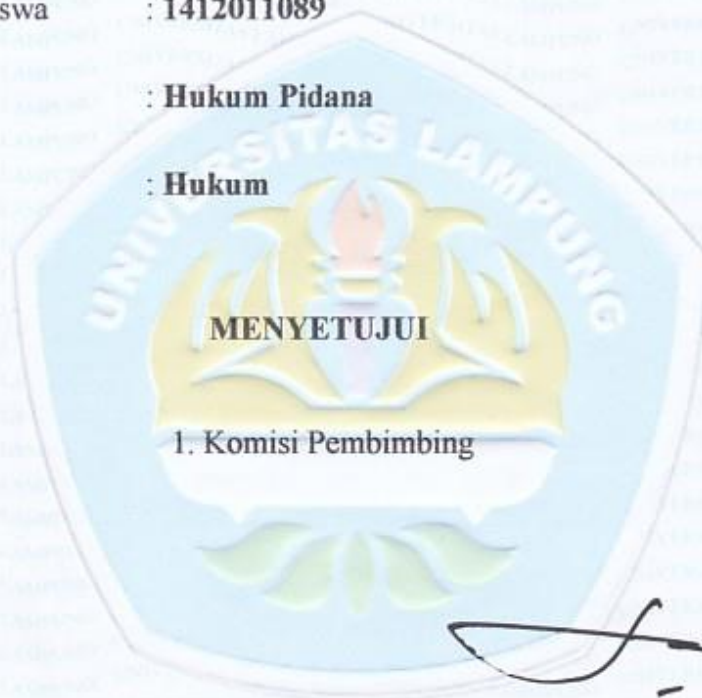 swa : 1412011089
: Hukum Pidana
: Hukum
UNIVERSITAS LAMPUNG
MENYETUJUI
1. Komisi Pembimbing